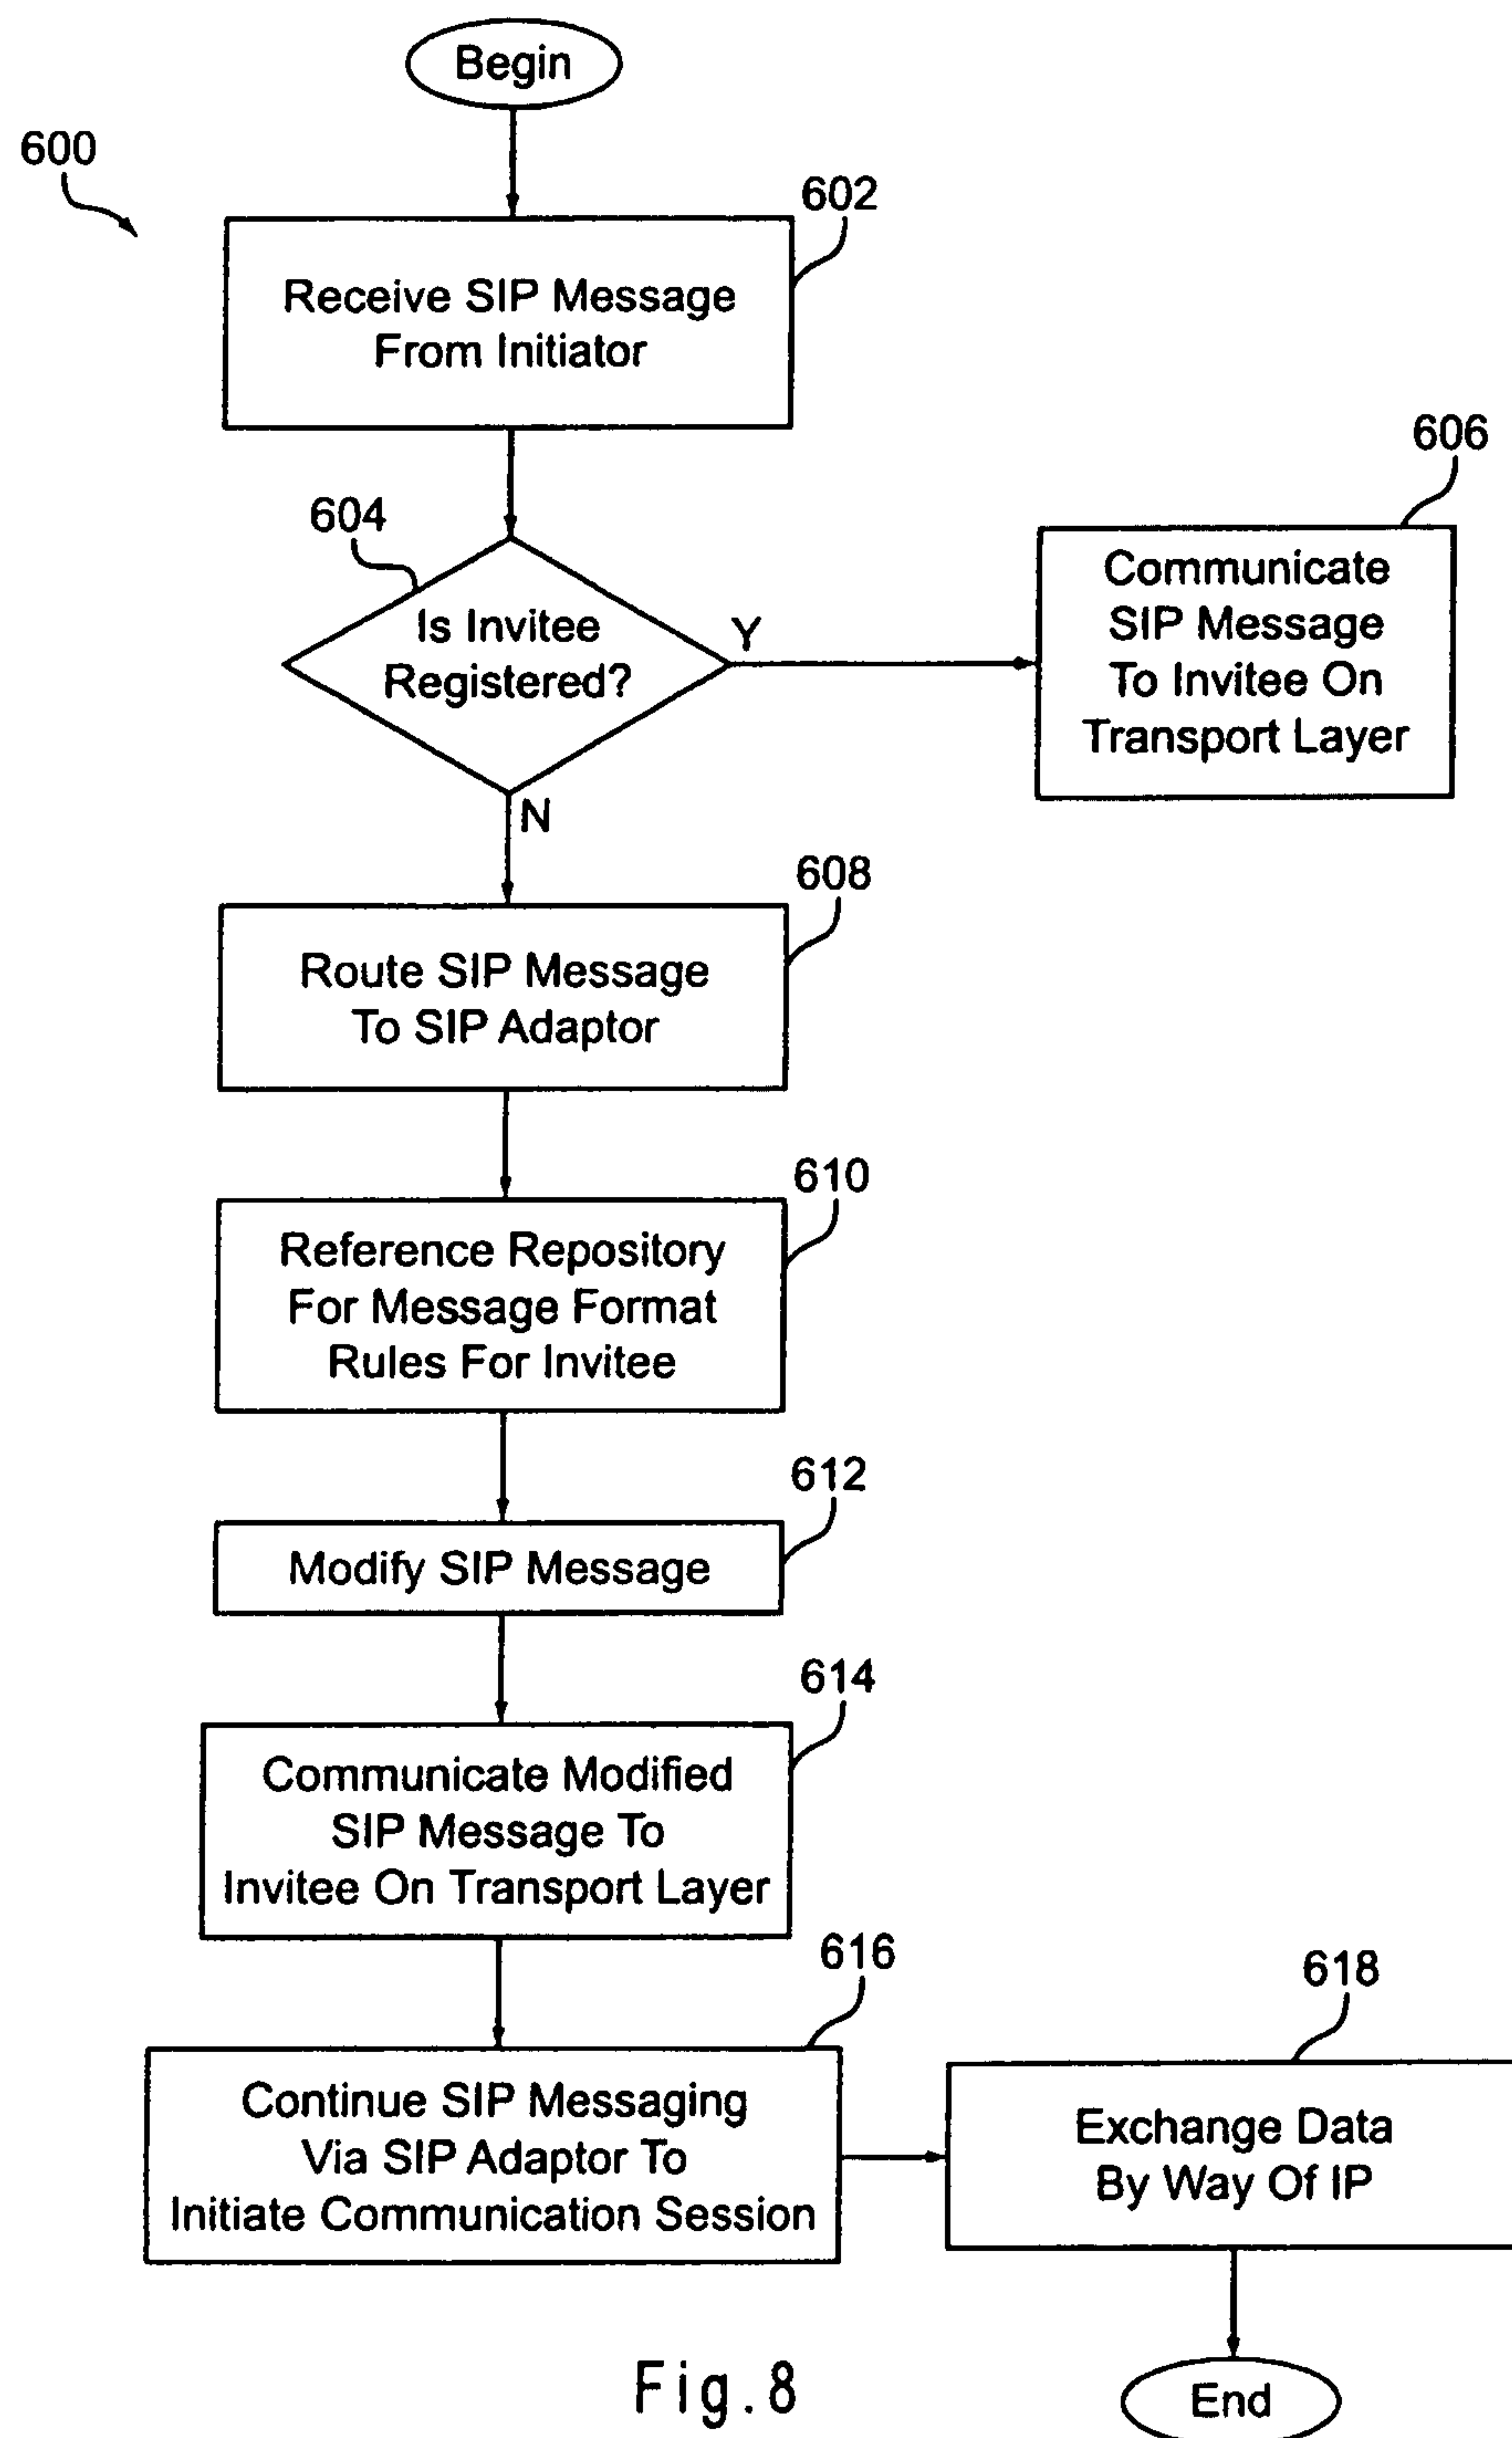 Begin
600
602
Receive SIP Message
From Initiator
606
604
Communicate
SIP Message
To Invitee On
Transport Layer
Is Invitee
Registered?
Y
N
608
Route SIP Message
To SIP Adaptor
610
Reference Repository
For Message Format
Rules For Invitee
612
Modify SIP Message
614
Communicate Modified
SIP Message To
Invitee On Transport Layer
616
618
Continue SIP Messaging
Via SIP Adaptor To
Initiate Communication Session
Exchange Data
By Way Of IP
Fig.8
End